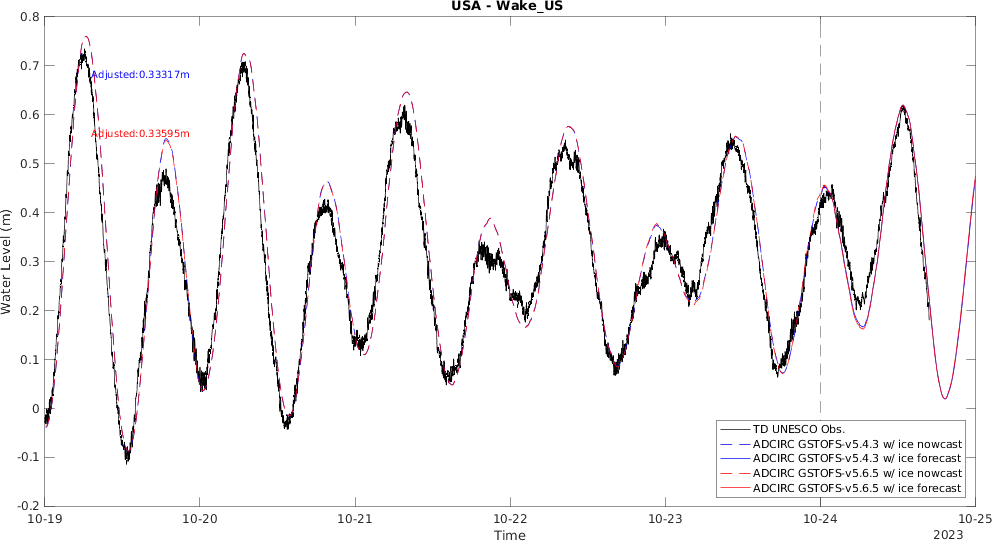 USA - Wake_US
0.8
0.7
0.6
0.5
0.4
0.3
0.2
0.1
0
-0.1
-0.2
Water Level (m)
Adjusted:0.33317m
Adjusted:0.33595m
TD UNESCO Obs.
ADCIRC GSTOFS-v5.4.3 w/ ice nowcast
ADCIRC GSTOFS-v5.4.3 w/ ice forecast
ADCIRC GSTOFS-v5.6.5 w/ ice nowcast
ADCIRC GSTOFS-v5.6.5 w/ ice forecast
10-19 10-20 10-21 10-22 10-23 10-24 10-25
Time
2023